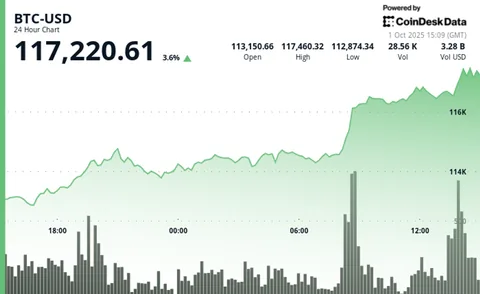 BTC-USD
24 Hour Chart
117,220.61 3.6%
Powered by
CoinDesk Data
1 Oct 2025 15:09 (GMT)
113,150.66 117,460.32 112,874.34 28.56 K 3.28 B
Open High Low Vol Vol USD
116K
114K
500
18:00 00:00 06:00 12:00